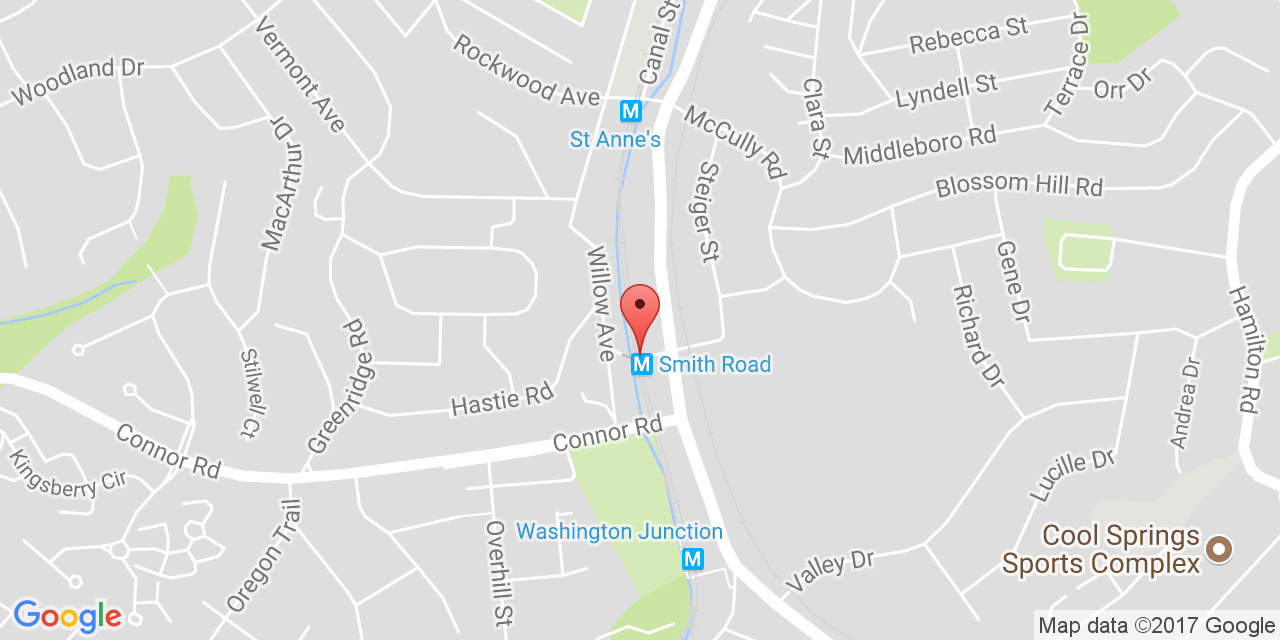 Woodland Dr
Vermont Ave
Rockwood Ave
Canal St
M
St Anne's
McCully Rd
Clara St
Rebecca St
Lyndell St
Terrace Dr
Orr Dr
Middleboro Rd
Blossom Hill Rd
MacArthur Dr
Steiger St
Willow Ave
Gene Dr
Richard Dr
Hamilton Rd
Greenridge Rd
Stilwell Ct
M
Smith Road
Hastie Rd
Andrea Dr
Connor Rd
Connor Rd
Kingsberry Cir
Lucille Dr
Oregon Trail
Overhill St
Washington Junction
M
Valley Dr
Cool Springs
Sports Complex
Google
Map data ©2017 Google